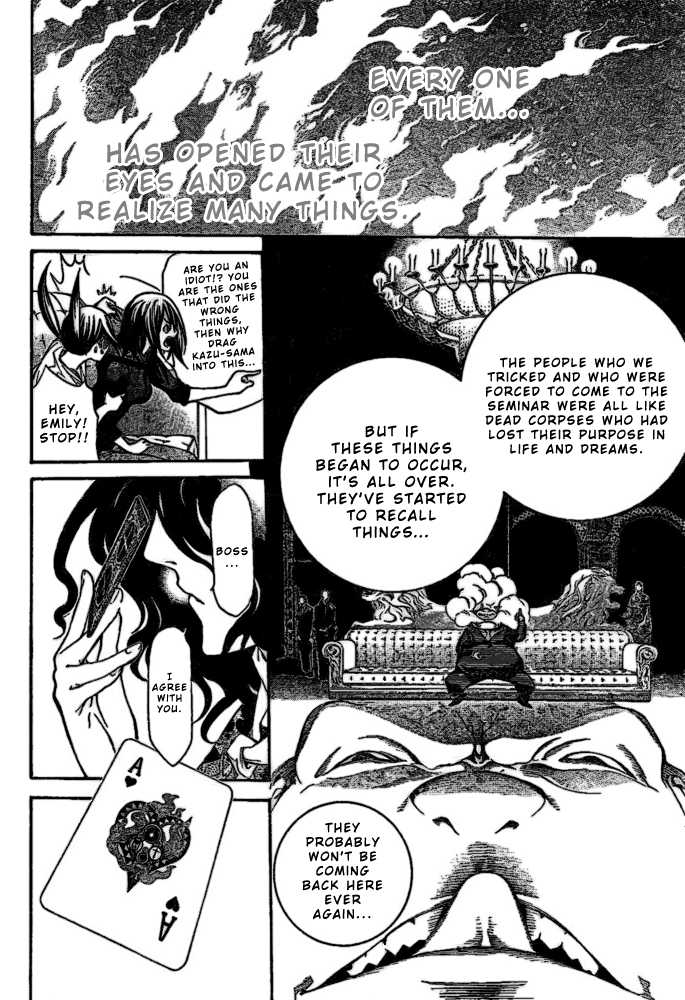 EVERY ONE
OF THEM...
HAS OPENED THEIR
EYES AND CAME TO
REALIZE MANY THINGS.
THE PEOPLE WHO WE
TRICKED AND WHO WERE
FORCED TO COME TO THE
SEMINAR WERE ALL LIKE
DEAD CORPSES WHO HAD
LOST THEIR PURPOSE IN
LIFE AND DREAMS.
BUT IF
THESE THINGS
BEGAN TO OCCUR,
IT'S ALL OVER.
THEY'VE STARTED
TO RECALL
THINGS...
THEY
PROBABLY
WON'T BE
COMING
BACK HERE
EVER
AGAIN...
ARE YOU AN
IDIOT!? YOU
ARE THE ONES
THAT DID THE
WRONG
THINGS,
THEN WHY
DRAG
KAZU-SAMA
INTO THIS...
HEY,
EMILY!
STOP!!
BOSS
...
I
AGREE
WITH
YOU.
A
A